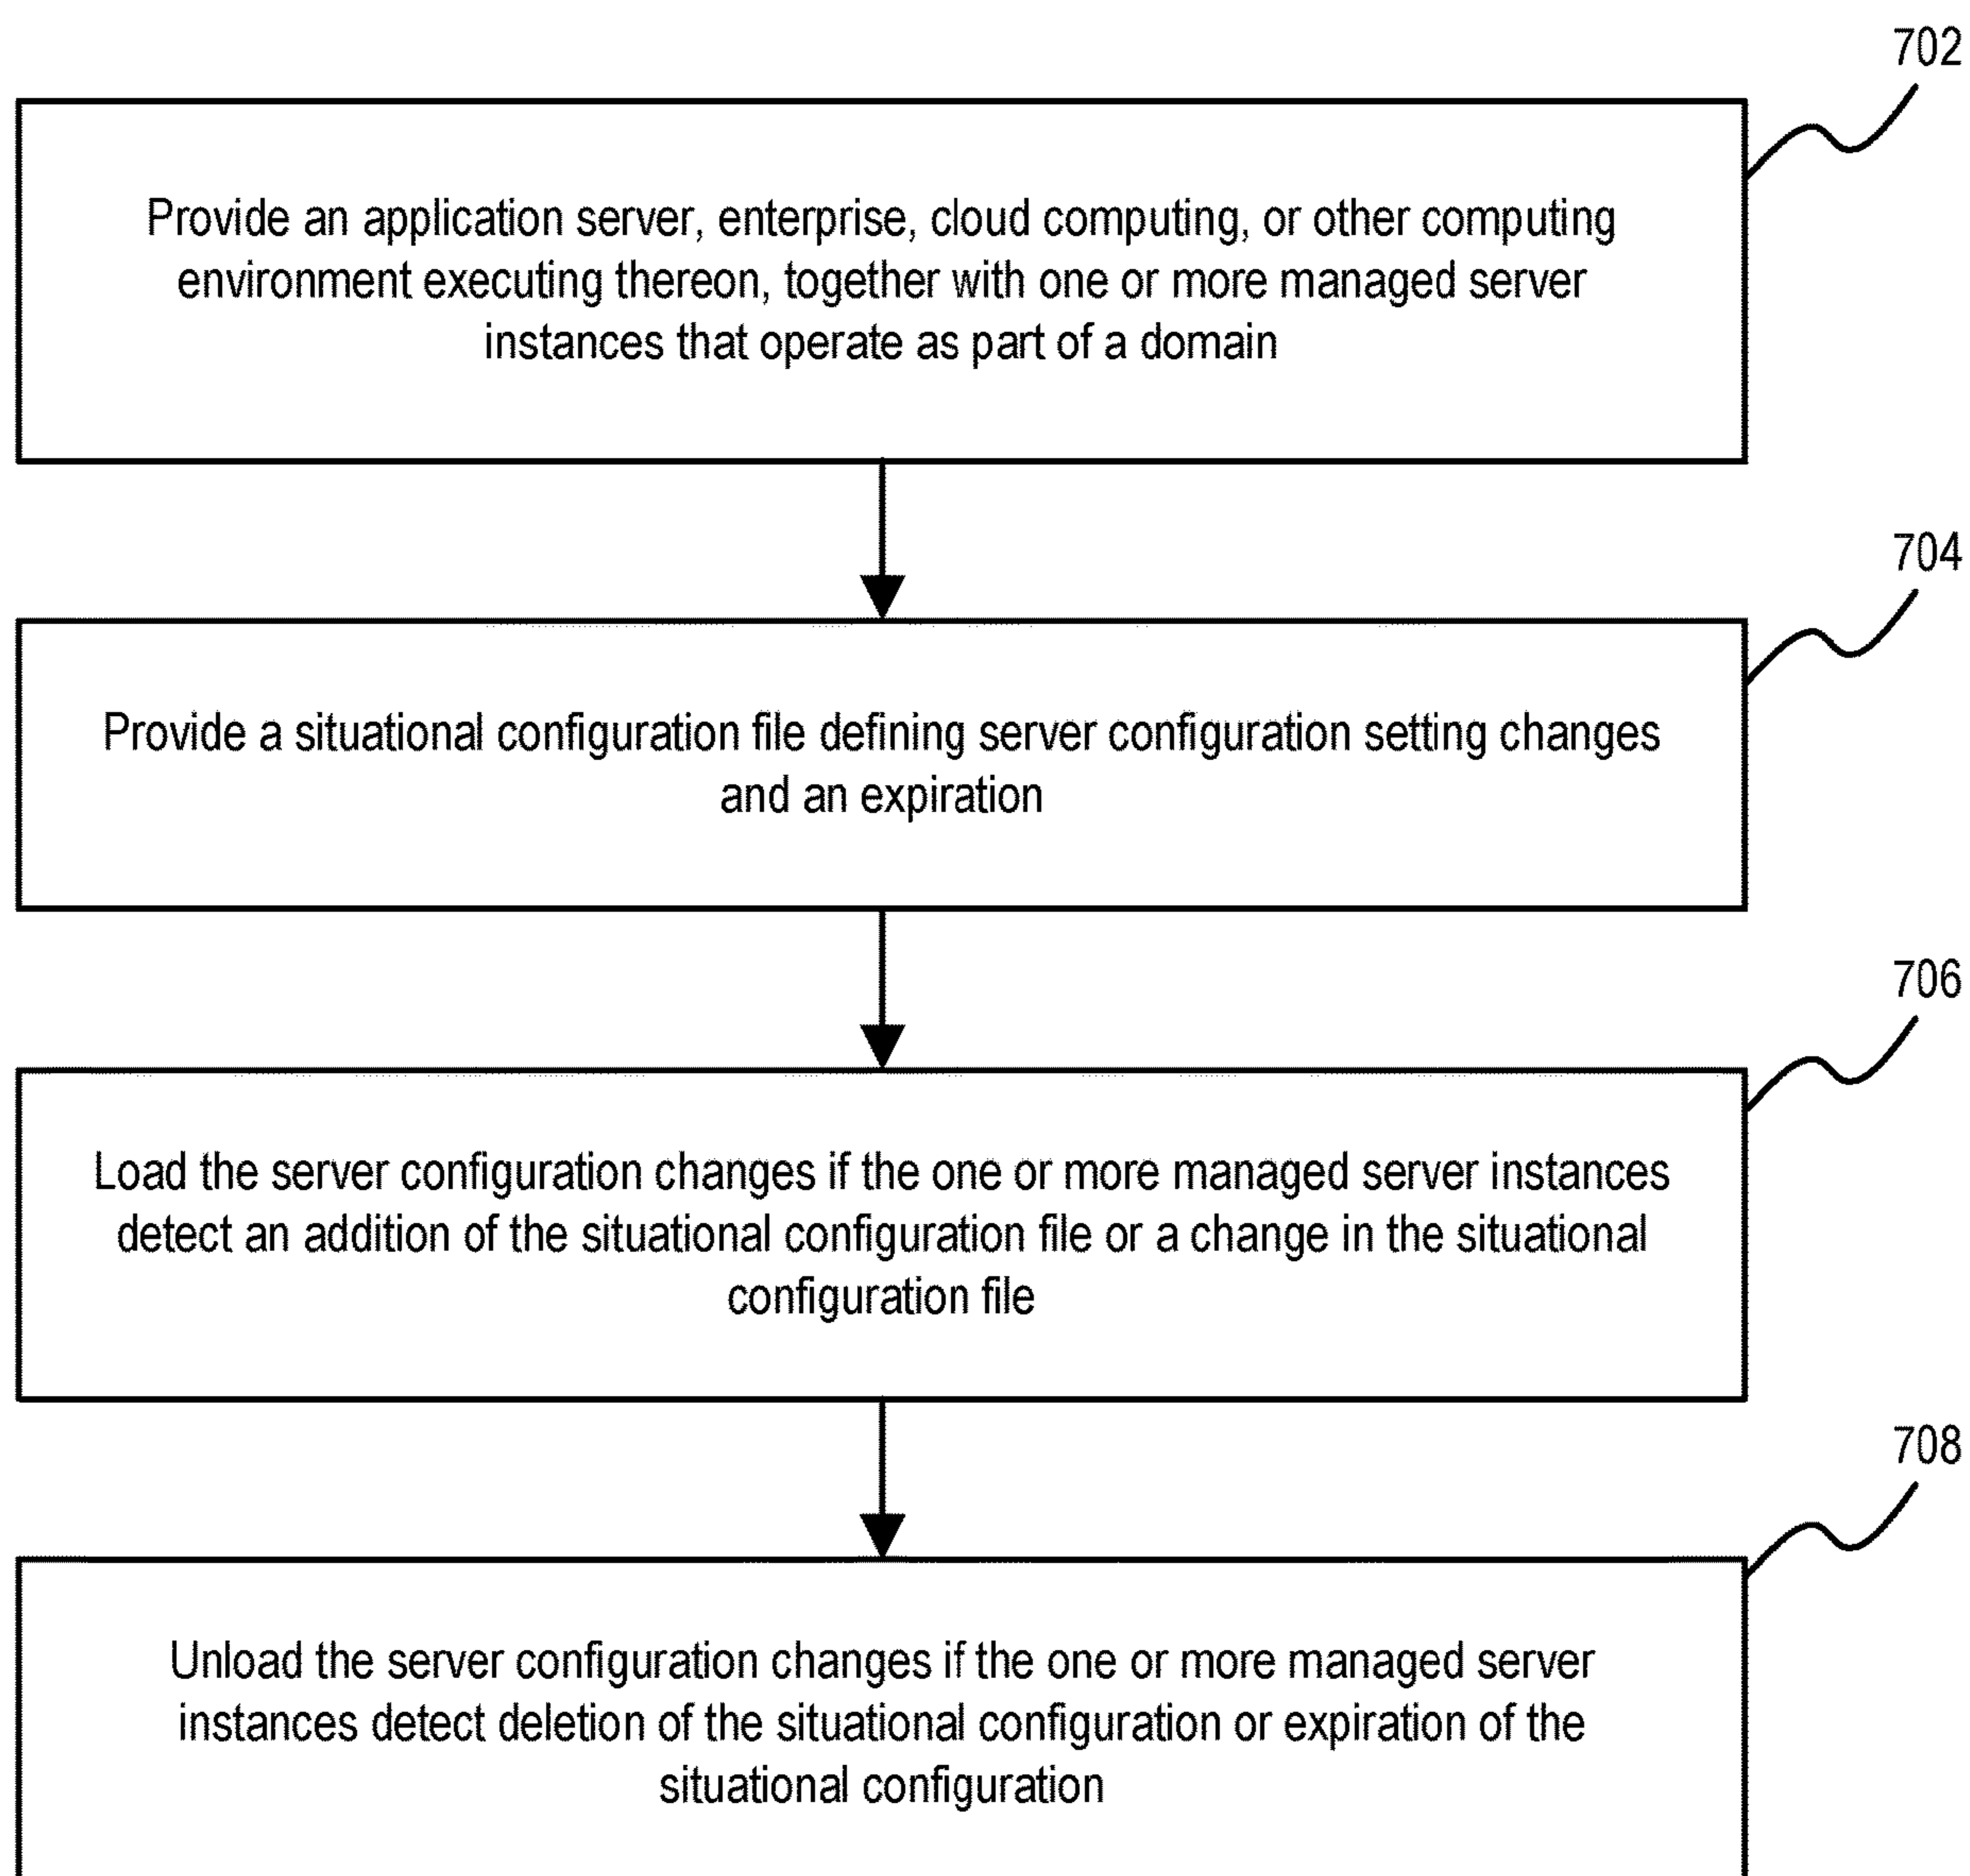 702
Provide an application server, enterprise, cloud computing, or other computing
environment executing thereon, together with one or more managed server
instances that operate as part of a domain
704
Provide a situational configuration file defining server configuration setting changes
and an expiration
706
Load the server configuration changes if the one or more managed server instances
detect an addition of the situational configuration file or a change in the situational
configuration file
708
Unload the server configuration changes if the one or more managed server
instances detect deletion of the situational configuration or expiration of the
situational configuration